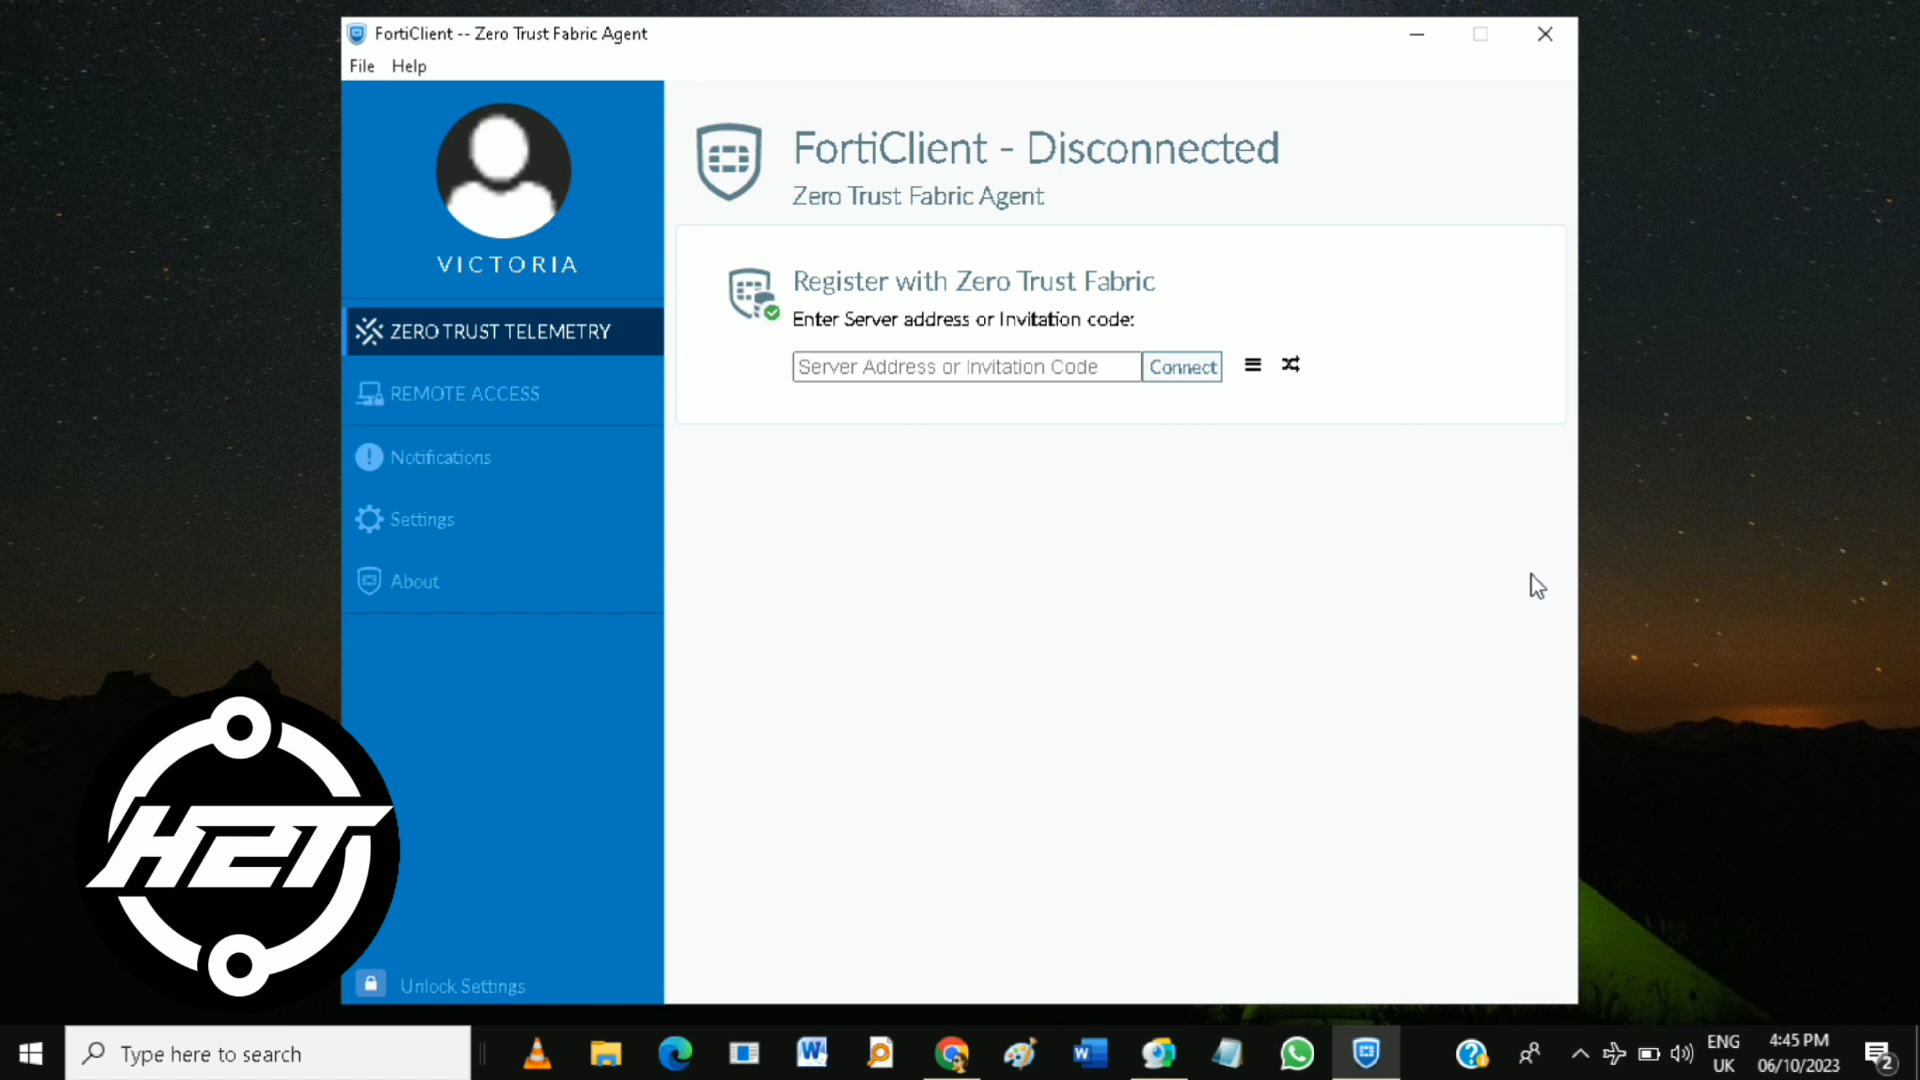 FortiClient -- Zero Trust Fabric Agent
File Help
VICTORIA
ZERO TRUST TELEMETRY
REMOTE ACCESS
Notifications
Settings
About
Unlock Settings
FortiClient - Disconnected
Zero Trust Fabric Agent
Register with Zero Trust Fabric
Enter Server address or Invitation code:
Server Address or Invitation Code Connect
H2T
Type here to search
ENG
UK
4:45 PM
06/10/2023
2